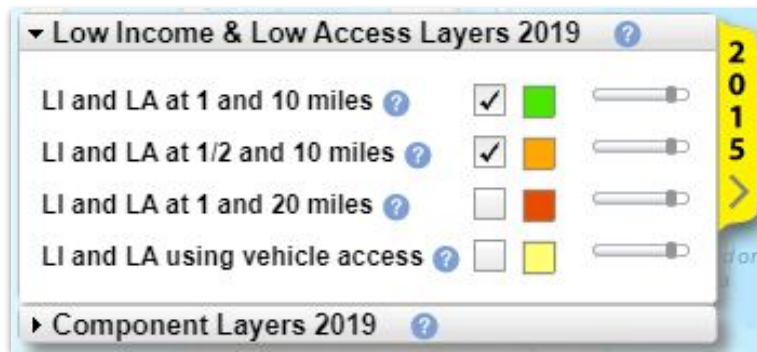 Low Income & Low Access Layers 2019 ?
LI and LA at 1 and 10 miles ?
LI and LA at 1/2 and 10 miles ?
LI and LA at 1 and 20 miles ?
LI and LA using vehicle access ?
Component Layers 2019 ?
2015